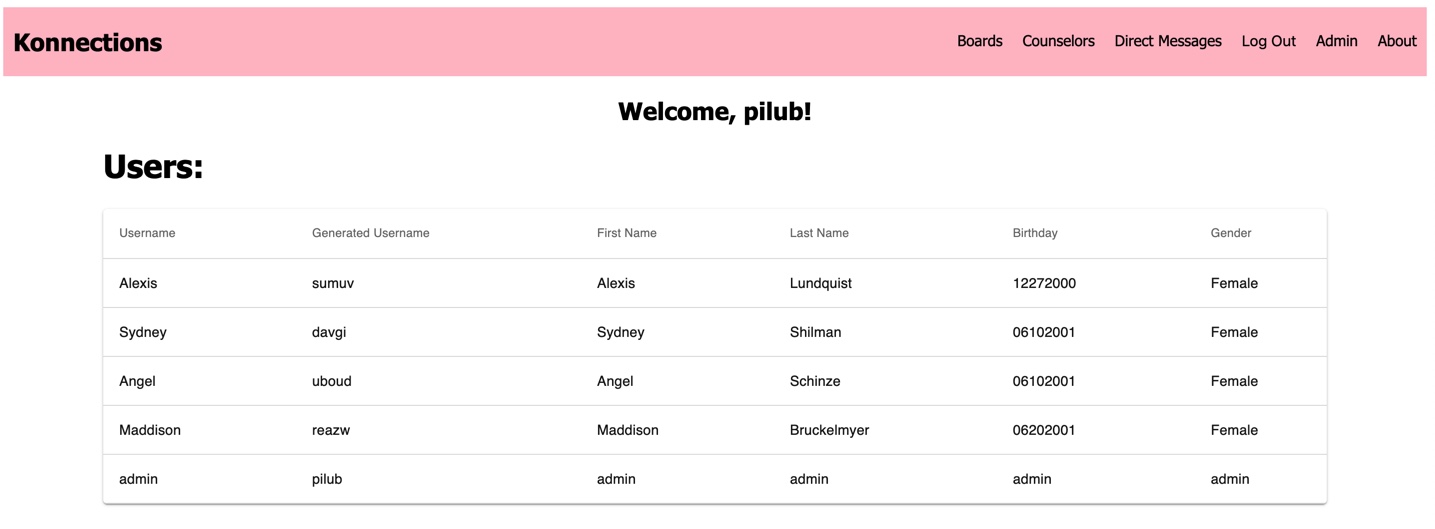 Konnections Boards Counselors Direct Messages Log Out Admin About
Welcome, pilub!
Users:
Username Generated Username First Name Last Name Birthday Gender
Alexis sumuv Alexis Lundquist 12272000 Female
Sydney davgi Sydney Shilman 06102001 Female
Angel uboud Angel Schinze 06102001 Female
Maddison reazw Maddison Bruckelmyer 06202001 Female
admin pilub admin admin admin admin